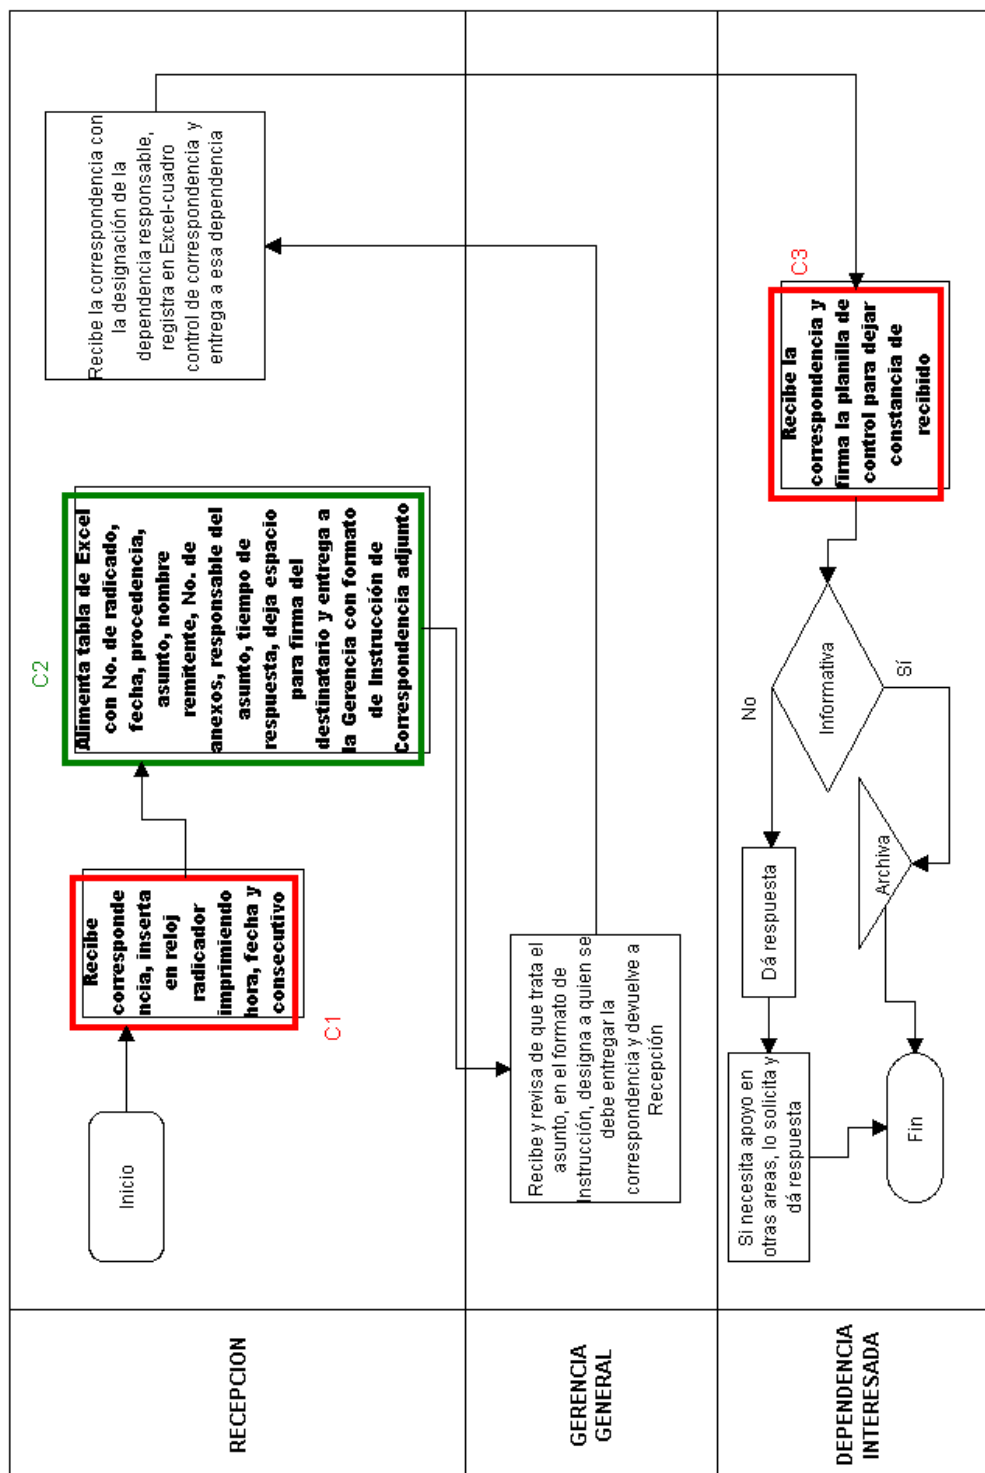 RECEPCION
Inicio
Recibe
corresponde
ncia, inserta
en reloj
radicador
imprimiendo
hora, fecha y
consecutivo
C1
C2
Alimenta tabla de Excel
con No. de radicado,
fecha, procedencia,
asunto, nombre
remitente, No. de
anexos, responsable del
asunto, tiempo de
respuesta, deja espacio
para firma del
destinatario y entrega a
la Gerencia con formato
de Instrucción de
Correspondencia adjunto
Recibe la correspondencia con
la designación de la
dependencia responsable,
registra en Excel-cuadro
control de correspondencia y
entrega a esa dependencia
GERENCIA
GENERAL
Recibe y revisa de que trata el
asunto, en el formato de
Instrucción, designa a quien se
debe entregar la
correspondencia y devuelve a
Recepción
DEPENDENCIA
INTERESADA
C3
Recibe la
correspondencia y
firma la planilla de
control para dejar
constancia de
recibido
Informativa
No
Sí
Dá respuesta
Archiva
Si necesita apoyo en
otras areas, lo solicita y
dá respuesta
Fin